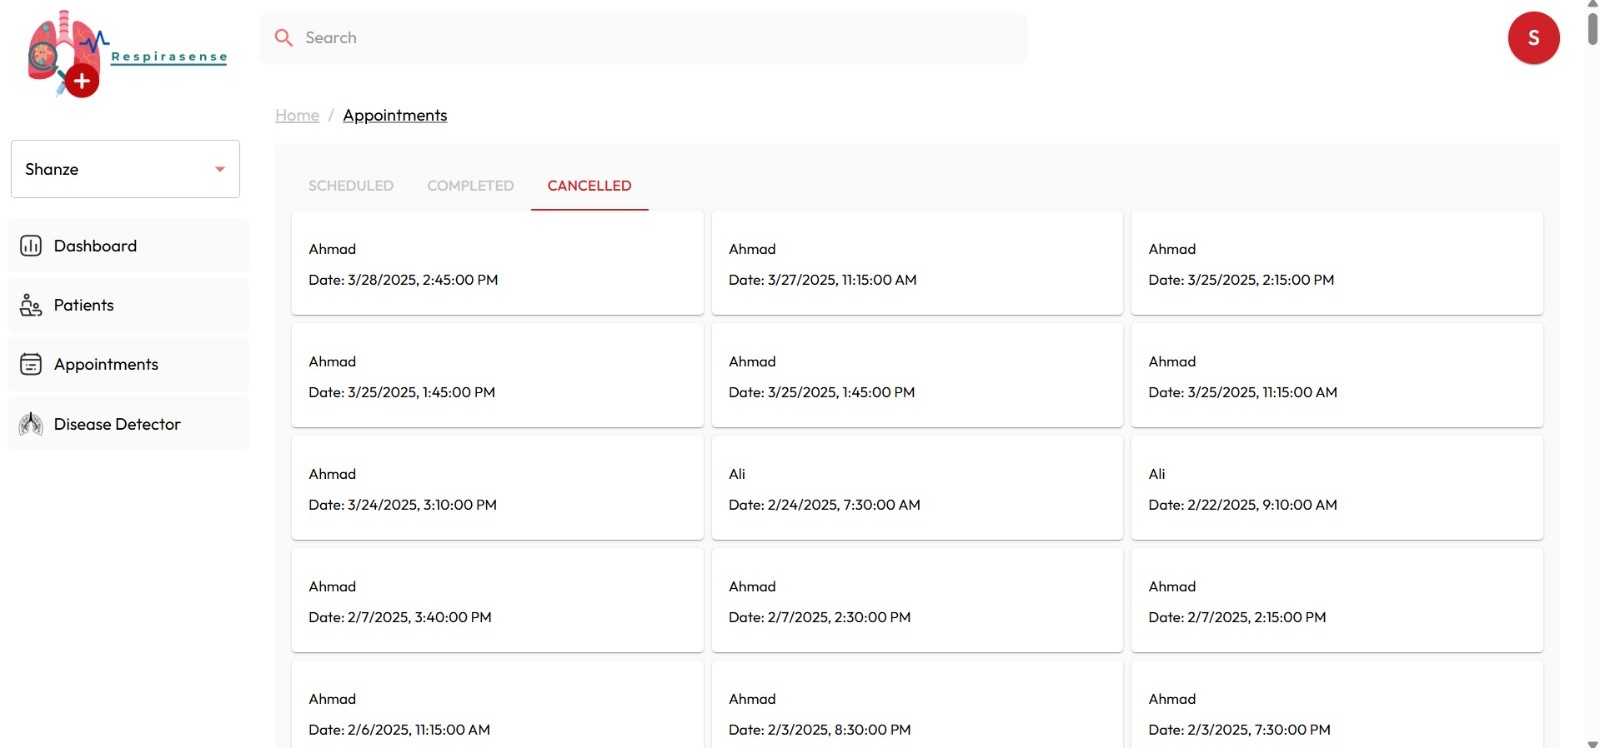 Respirasense
Search
S
Home / Appointments
Shanze
Dashboard
Patients
Appointments
Disease Detector
SCHEDULED COMPLETED CANCELLED
Ahmad
Date: 3/28/2025, 2:45:00 PM
Ahmad
Date: 3/27/2025, 11:15:00 AM
Ahmad
Date: 3/25/2025, 2:15:00 PM
Ahmad
Date: 3/25/2025, 1:45:00 PM
Ahmad
Date: 3/25/2025, 1:45:00 PM
Ahmad
Date: 3/25/2025, 11:15:00 AM
Ahmad
Date: 3/24/2025, 3:10:00 PM
Ali
Date: 2/24/2025, 7:30:00 AM
Ali
Date: 2/22/2025, 9:10:00 AM
Ahmad
Date: 2/7/2025, 3:40:00 PM
Ahmad
Date: 2/7/2025, 2:30:00 PM
Ahmad
Date: 2/7/2025, 2:15:00 PM
Ahmad
Date: 2/6/2025, 11:15:00 AM
Ahmad
Date: 2/3/2025, 8:30:00 PM
Ahmad
Date: 2/3/2025, 7:30:00 PM